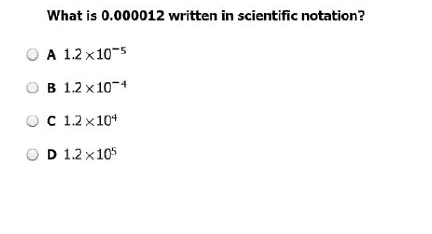 What is 0.000012 written in scientific notation?
A 1.2×10⁻⁵
B 1.2×10⁻⁴
C 1.2×10⁴
D 1.2×10⁵